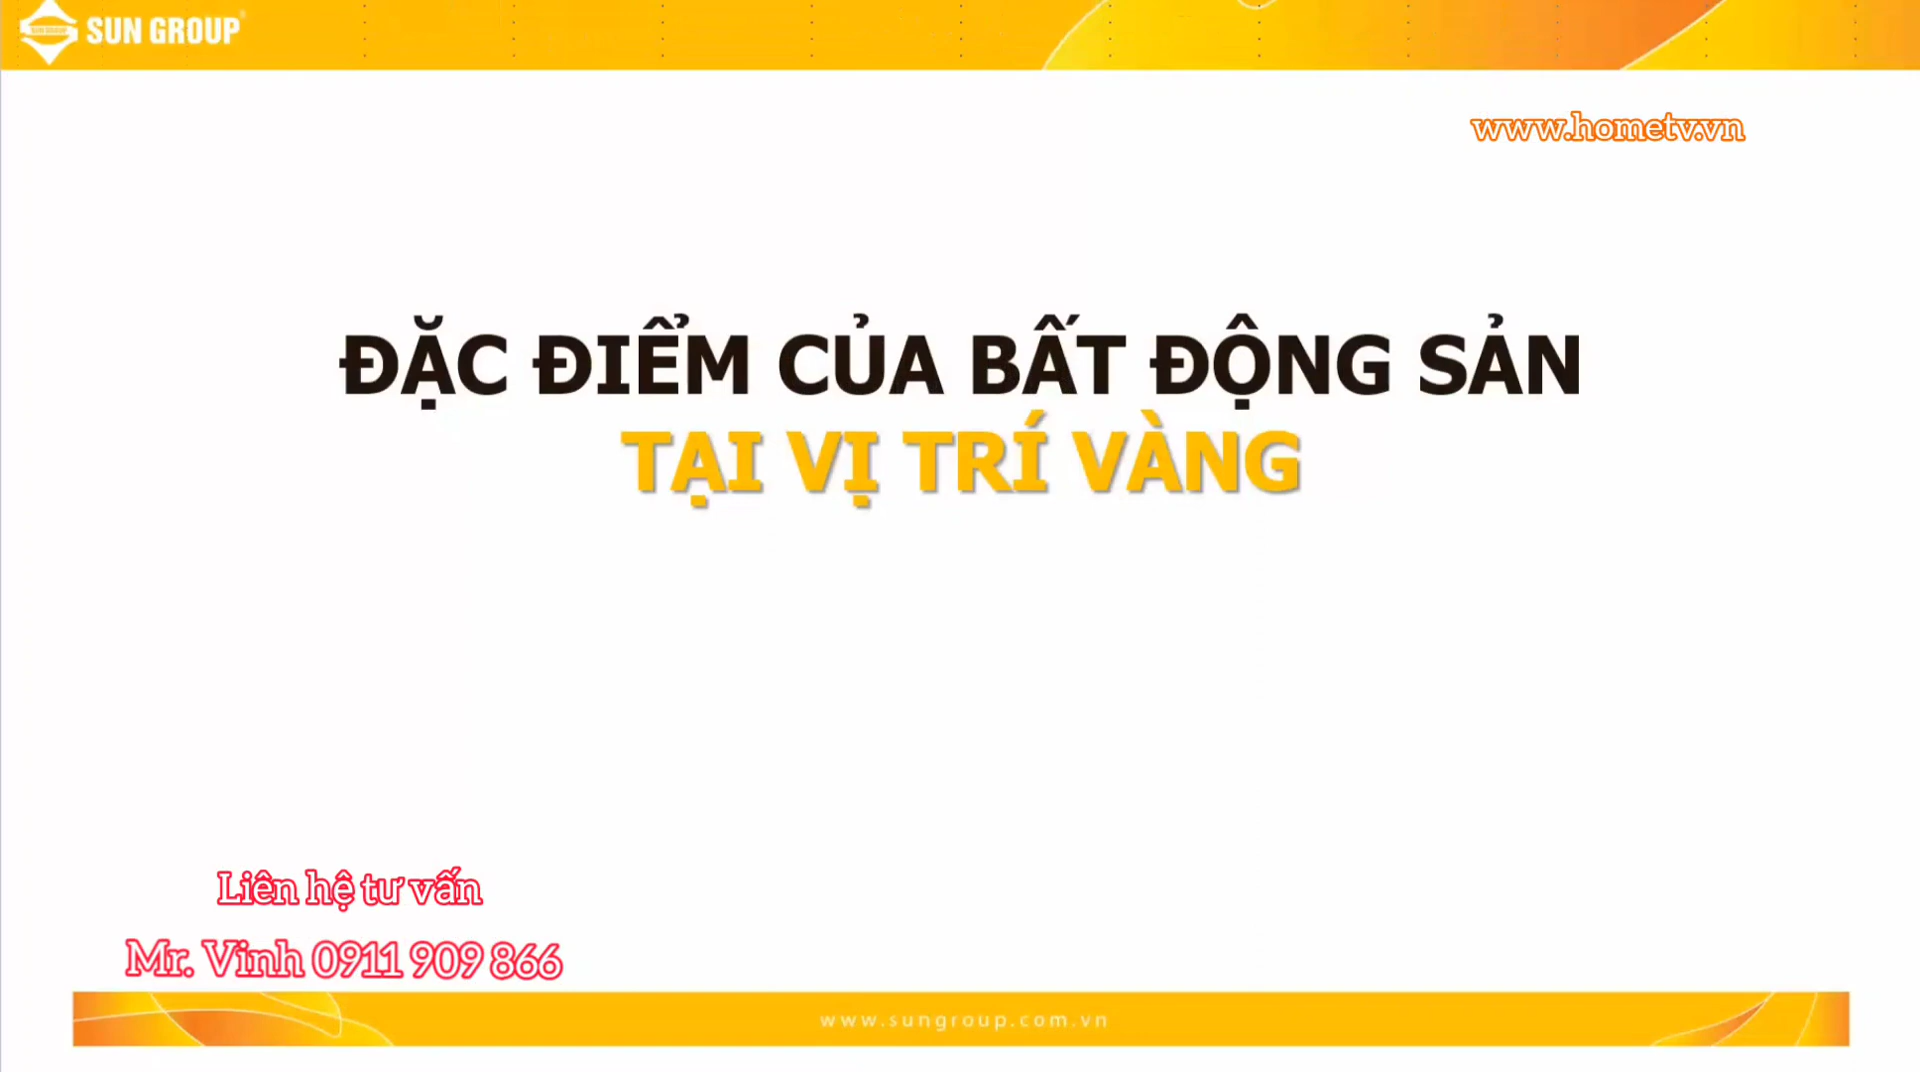 SUN GROUP
www.hometv.vn
ĐẶC ĐIỂM CỦA BẤT ĐỘNG SẢN
TẠI VỊ TRÍ VÀNG
Liên hệ tư vấn
Mr. Vinh 0911 909 866
www.sungroup.com.vn